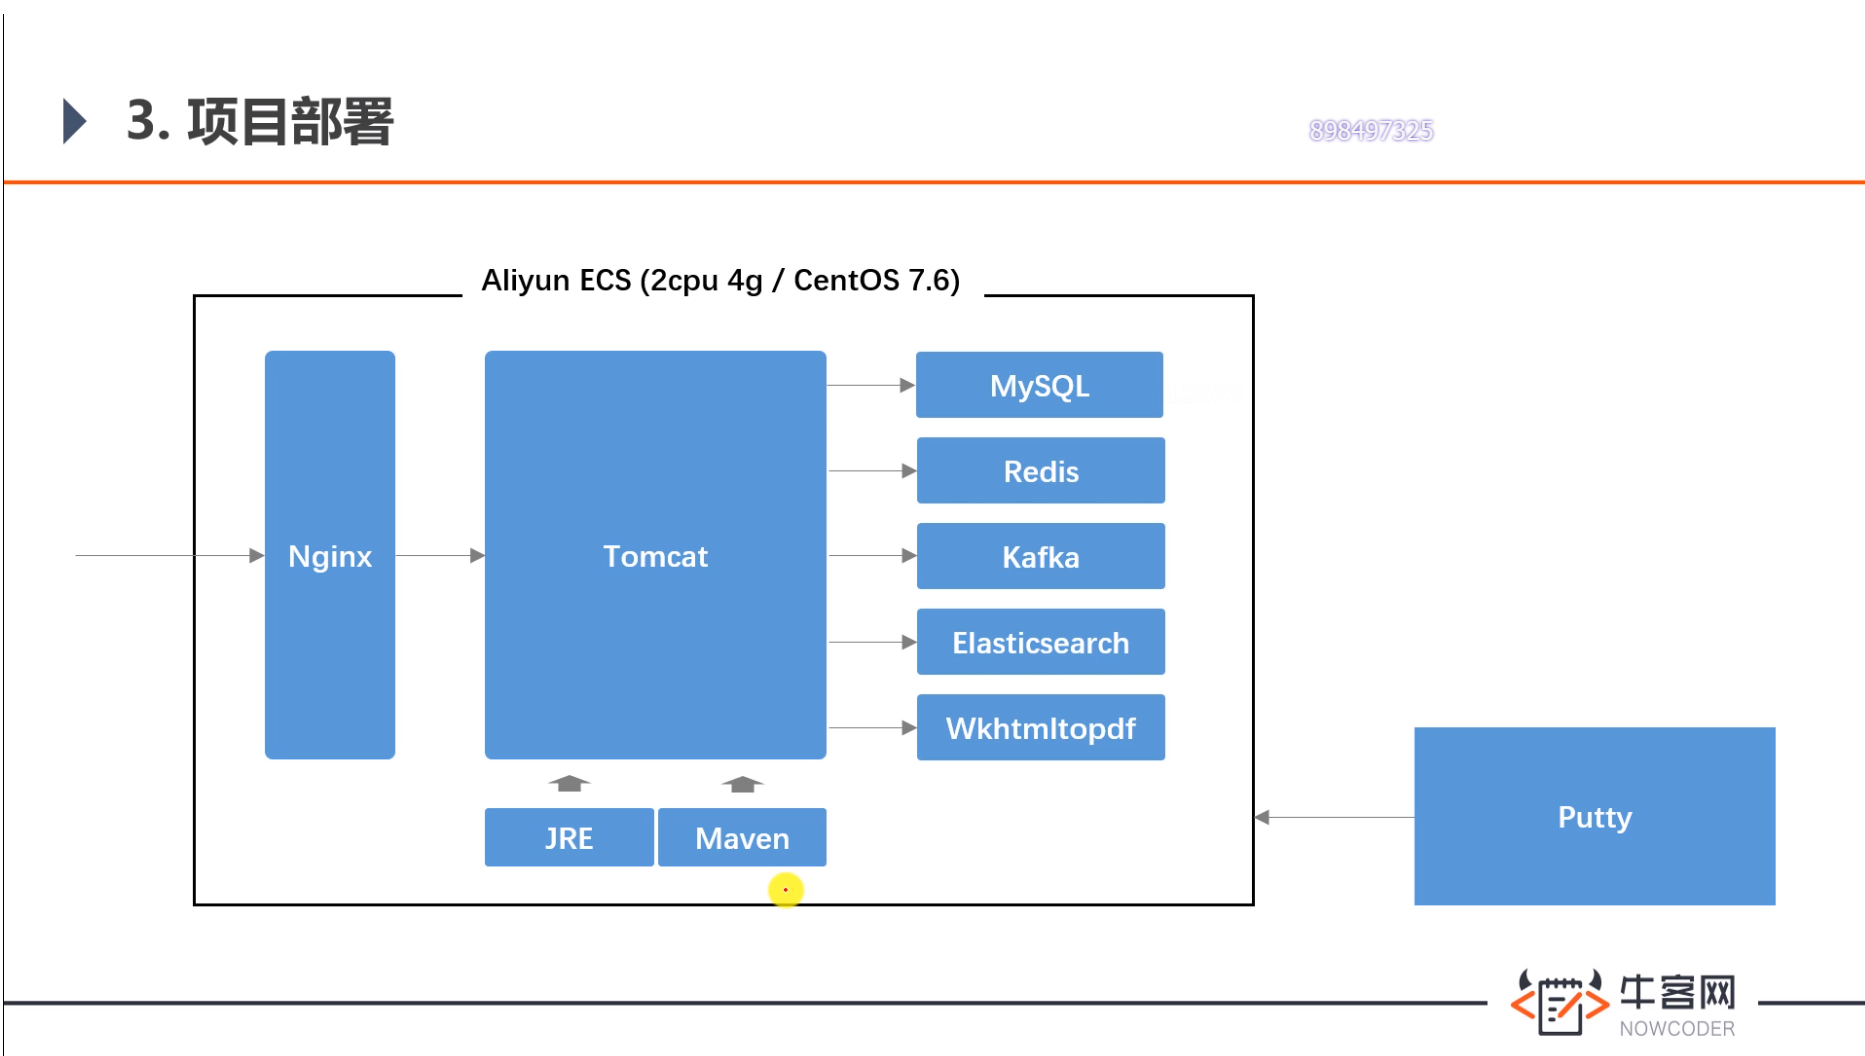 3. 项目部署
898497325
Aliyun ECS (2cpu 4g / CentOS 7.6)
Nginx
Tomcat
MySQL
Redis
Kafka
Elasticsearch
Wkhtmltopdf
JRE
Maven
Putty
牛客网
NOWCODER